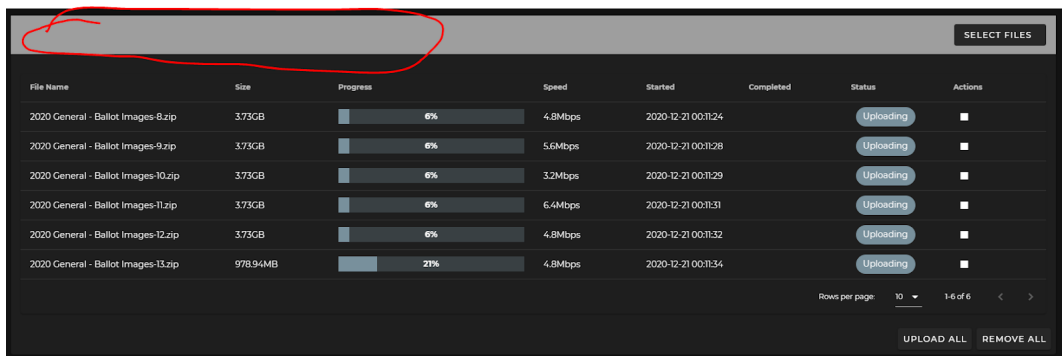 SELECT FILES
File Name Size Progress Speed Started Completed Status Actions
2020 General - Ballot Images-8.zip 3.73GB 6% 4.8Mbps 2020-12-21 00:11:24 Uploading
2020 General - Ballot Images-9.zip 3.73GB 6% 5.6Mbps 2020-12-21 00:11:28 Uploading
2020 General - Ballot Images-10.zip 3.73GB 6% 3.2Mbps 2020-12-21 00:11:29 Uploading
2020 General - Ballot Images-11.zip 3.73GB 6% 6.4Mbps 2020-12-21 00:11:31 Uploading
2020 General - Ballot Images-12.zip 3.73GB 6% 4.8Mbps 2020-12-21 00:11:32 Uploading
2020 General - Ballot Images-13.zip 978.94MB 21% 4.8Mbps 2020-12-21 00:11:34 Uploading
Rows per page: 10 1-6 of 6
UPLOAD ALL REMOVE ALL